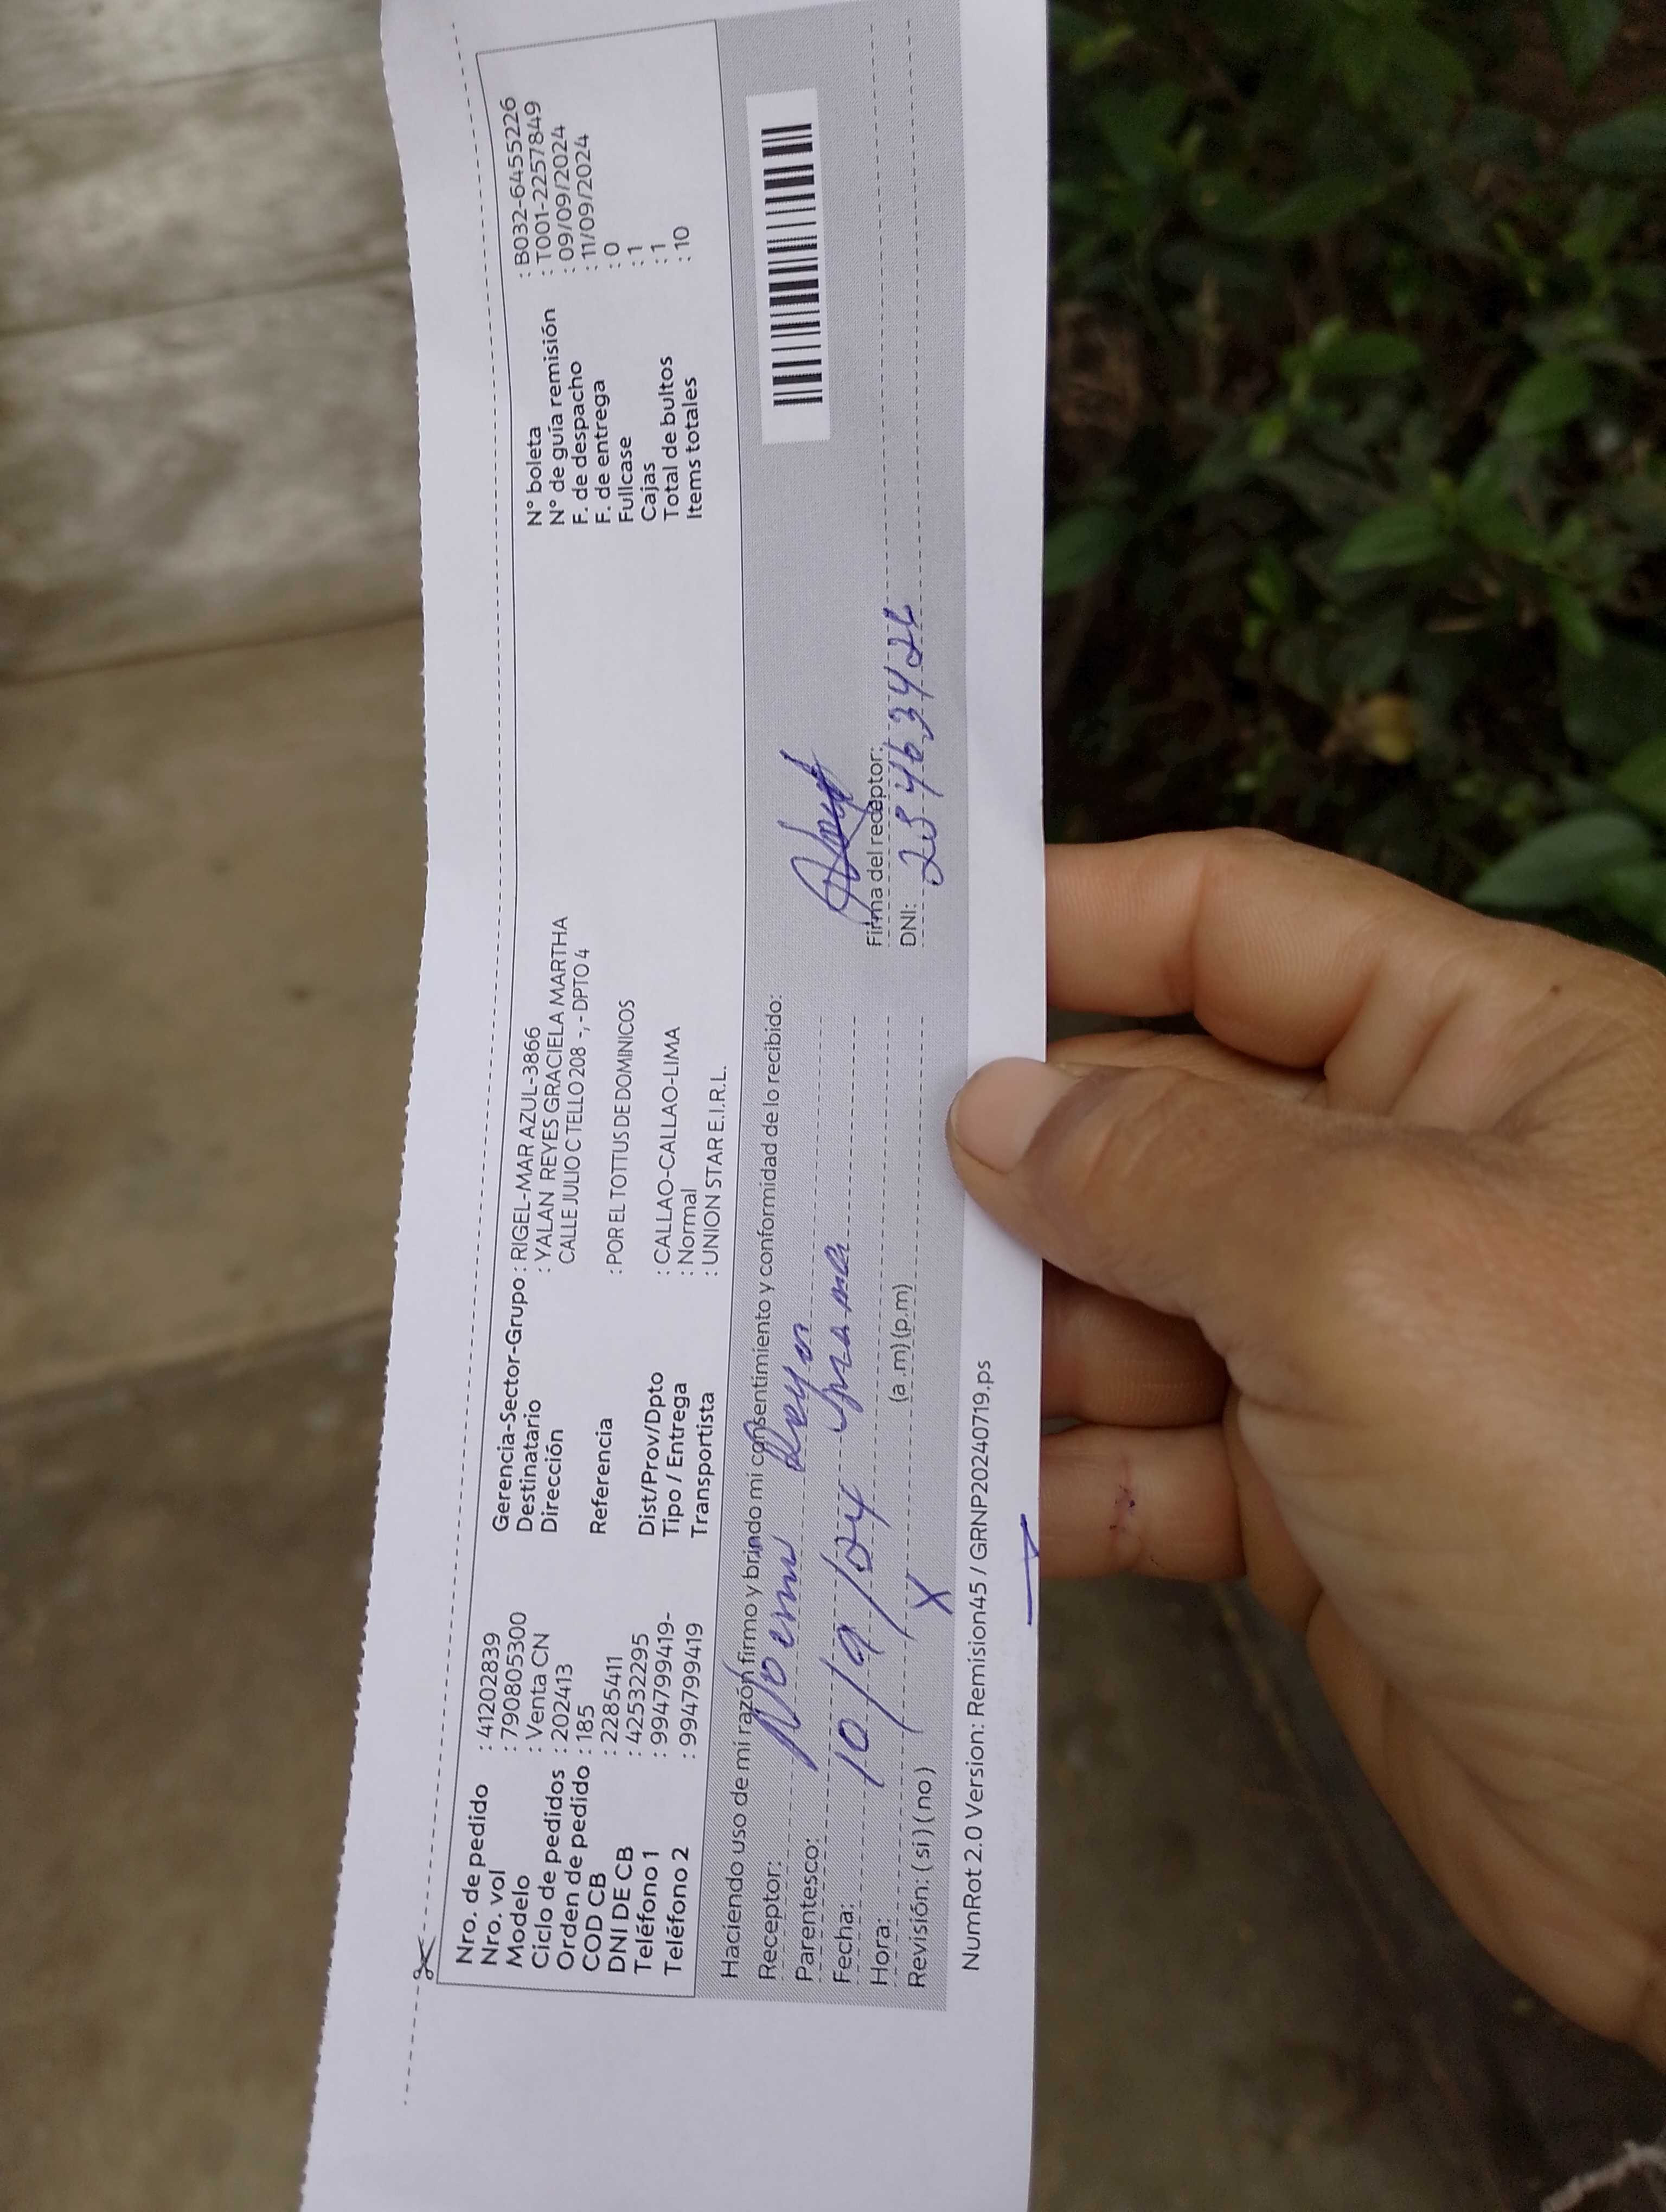 Nro. de pedido : 41202839
Nro. vol : 790805300
Modelo : Venta CN
Ciclo de pedidos : 202413
Orden de pedido : 185
COD CB : 2285411
DNI DE CB : 42532295
Teléfono 1 : 994799419-
Teléfono 2 : 994799419
Gerencia-Sector-Grupo : RIGEL-MAR AZUL-3866
Destinatario : YALAN REYES GRACIELA MARTHA
Dirección CALLE JULIO C TELLO 208 -, - DPTO 4
Referencia : POR EL TOTTUS DE DOMINICOS
Dist/Prov/Dpto : CALLAO-CALLAO-LIMA
Tipo / Entrega : Normal
Transportista : UNION STAR E.I.R.L.
N° boleta : B032-6455226
N° de guía remisión : T001-2257849
F. de despacho : 09/09/2024
F. de entrega : 11/09/2024
Fullcase : 0
Cajas : 1
Total de bultos : 1
Items totales : 10
Haciendo uso de mi razón firmo y brindo mi consentimiento y conformidad de lo recibido:
Receptor: Noemi Reyes
Parentesco:
Fecha: 10/9/24
Hora: (a.m) (p.m)
Revisión: ( si ) ( no ) X
Firma del receptor:
DNI:
NumRot 2.0 Version: Remision45 / GRNP20240719.ps